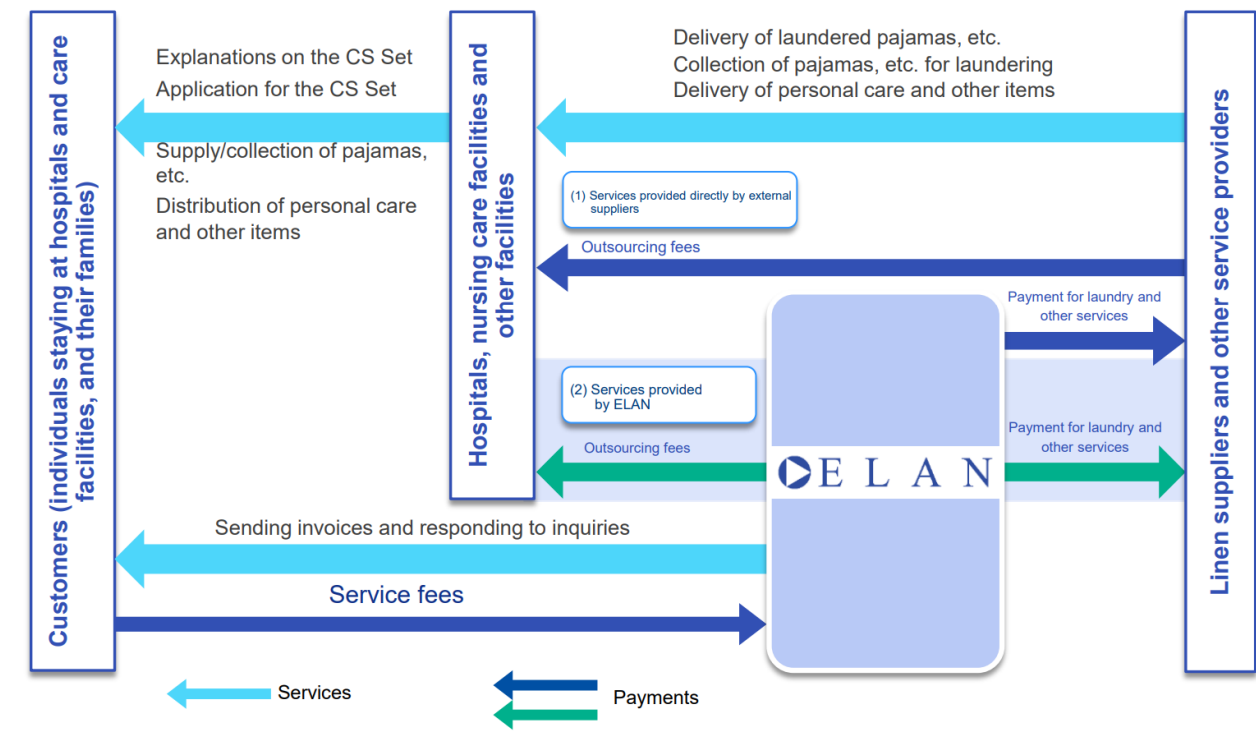 Customers (individuals staying at hospitals and care
facilities, and their families)
Explanations on the CS Set
Application for the CS Set
Supply/collection of pajamas,
etc.
Distribution of personal care
and other items
Hospitals, nursing care facilities and
other facilities
Delivery of laundered pajamas, etc.
Collection of pajamas, etc. for laundering
Delivery of personal care and other items
(1) Services provided directly by external
suppliers
Outsourcing fees
Payment for laundry and
other services
(2) Services provided
by ELAN
Outsourcing fees
ELAN
Payment for laundry and
other services
Linen suppliers and other service providers
Sending invoices and responding to inquiries
Service fees
Services
Payments